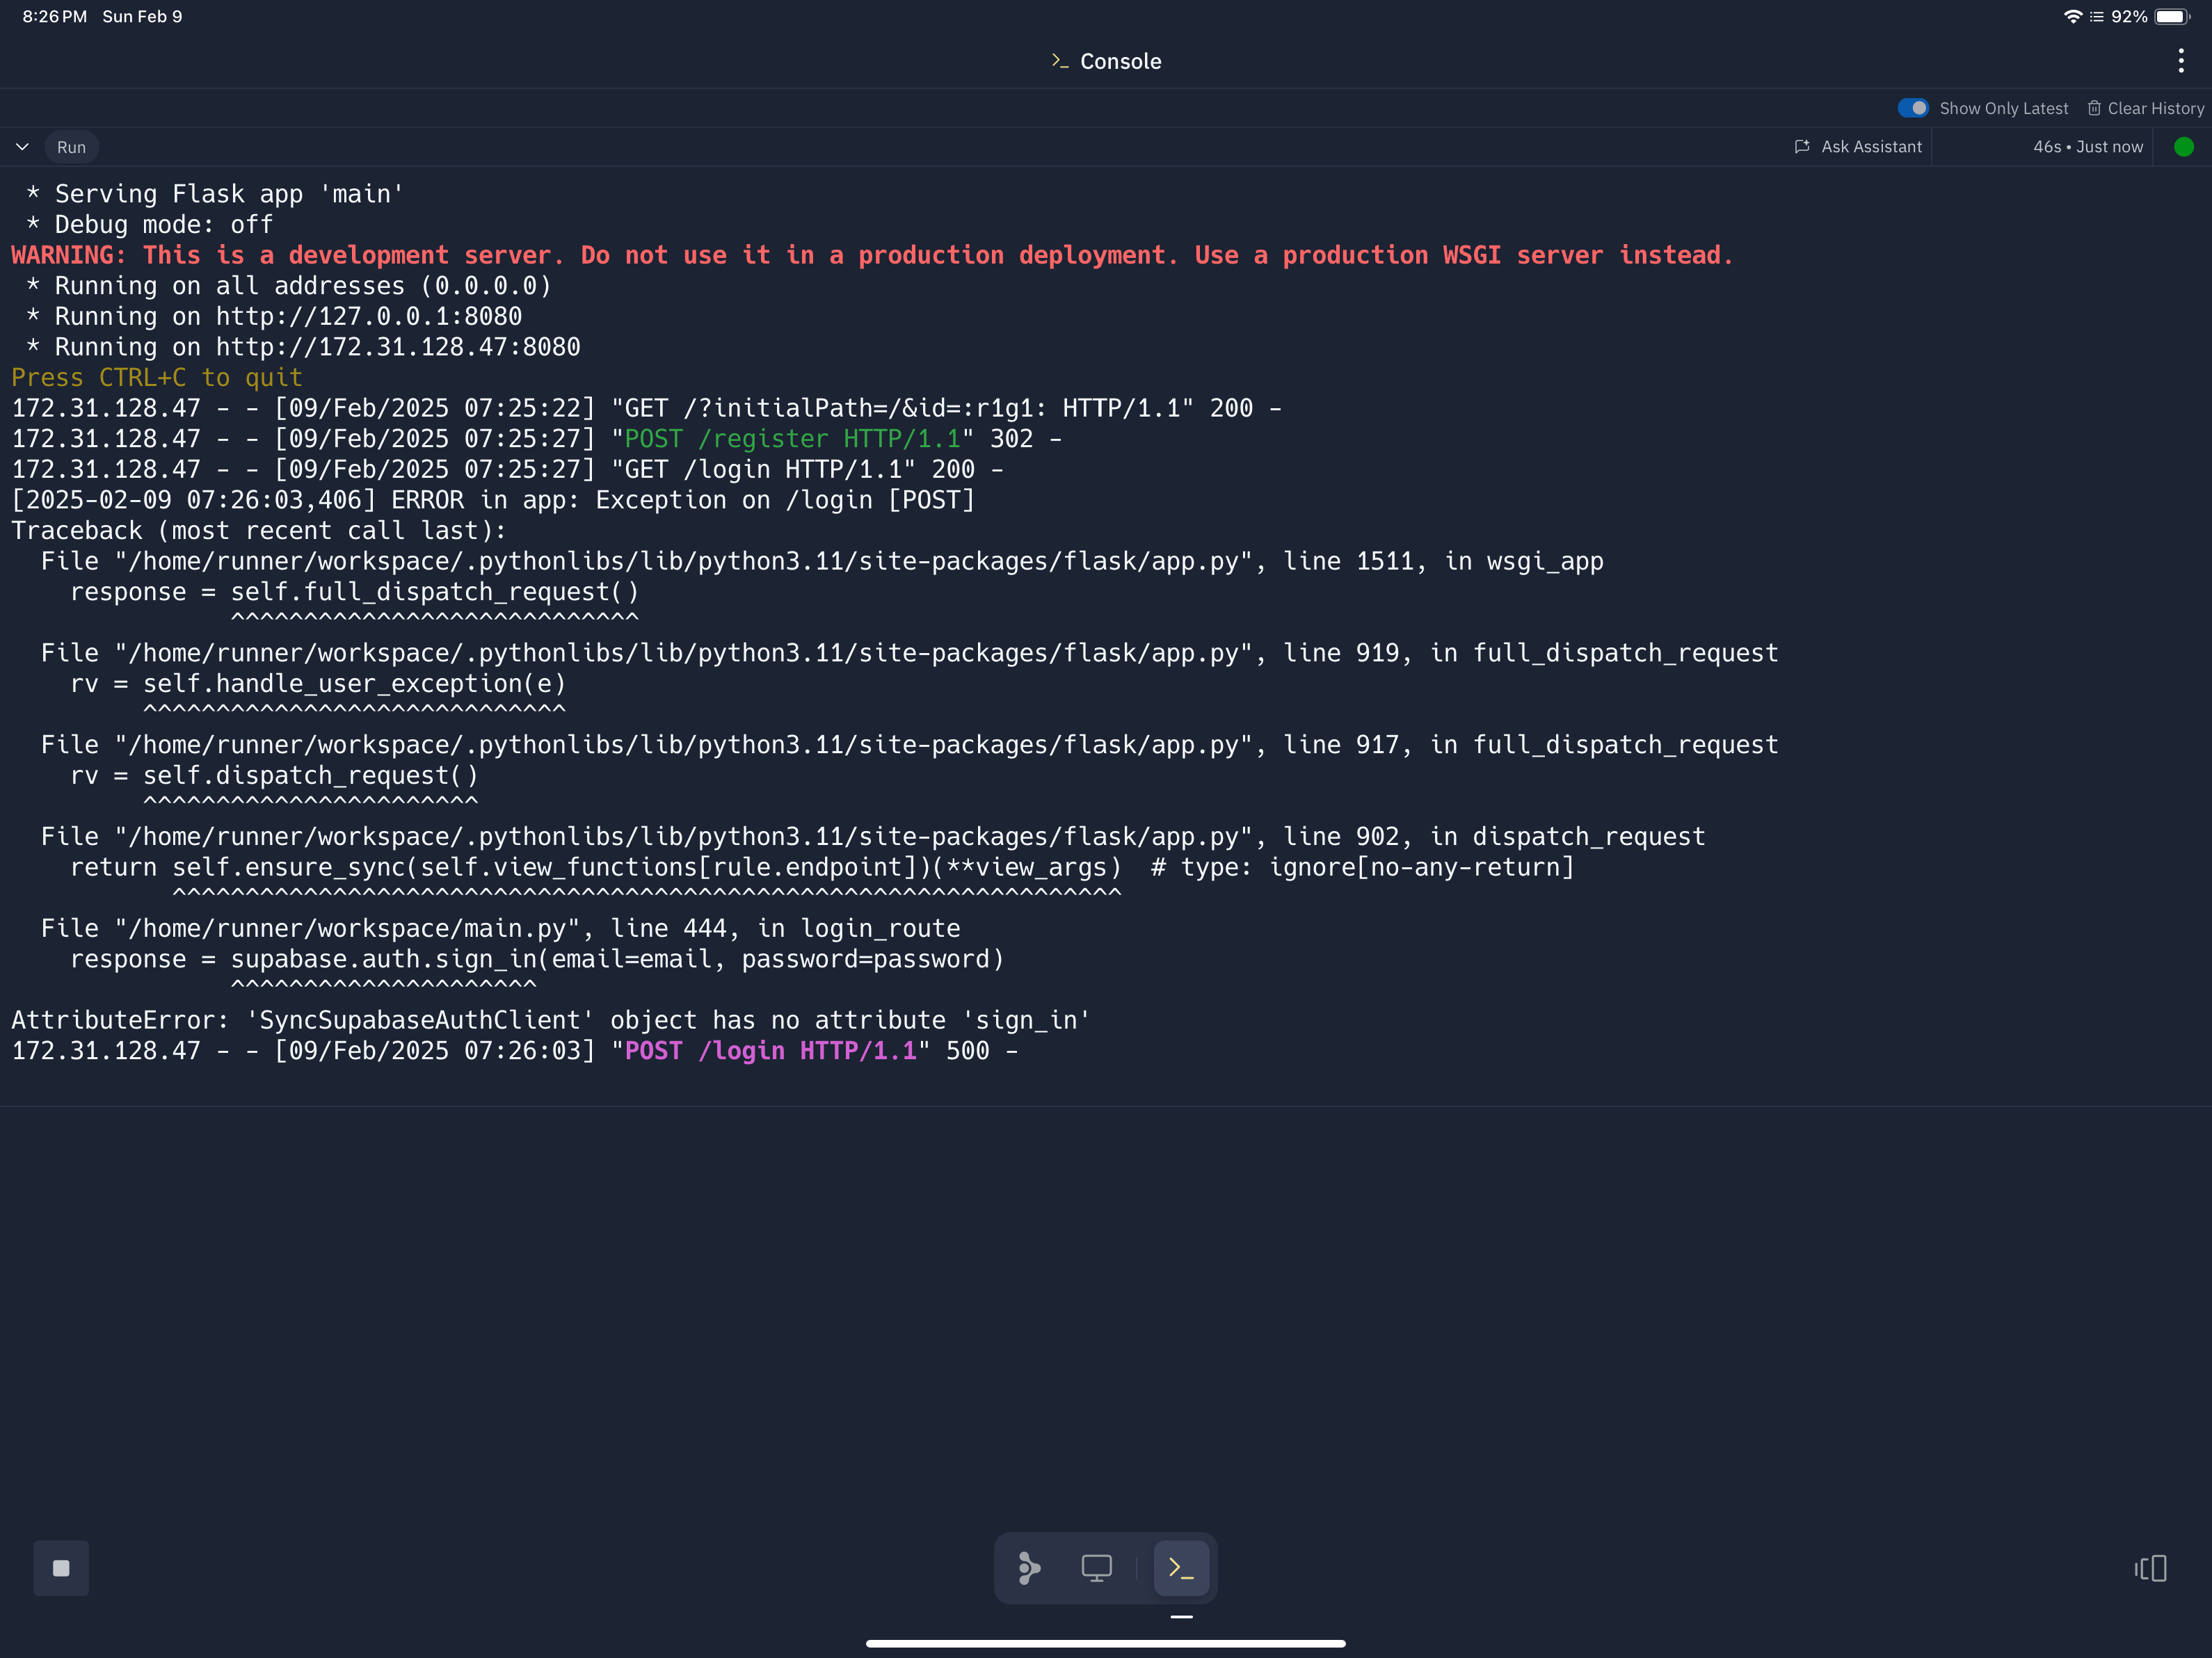 8:26 PM Sun Feb 9 92%
>_ Console
Show Only Latest Clear History
Run Ask Assistant 46s • Just now
* Serving Flask app 'main'
* Debug mode: off
WARNING: This is a development server. Do not use it in a production deployment. Use a production WSGI server instead.
* Running on all addresses (0.0.0.0)
* Running on http://127.0.0.1:8080
* Running on http://172.31.128.47:8080
Press CTRL+C to quit
172.31.128.47 - - [09/Feb/2025 07:25:22] "GET /?initialPath=/&id=:r1g1: HTTP/1.1" 200 -
172.31.128.47 - - [09/Feb/2025 07:25:27] "POST /register HTTP/1.1" 302 -
172.31.128.47 - - [09/Feb/2025 07:25:27] "GET /login HTTP/1.1" 200 -
[2025-02-09 07:26:03,406] ERROR in app: Exception on /login [POST]
Traceback (most recent call last):
File "/home/runner/workspace/.pythonlibs/lib/python3.11/site-packages/flask/app.py", line 1511, in wsgi_app
response = self.full_dispatch_request()
^^^^^^^^^^^^^^^^^^^^^^^^^^^^
File "/home/runner/workspace/.pythonlibs/lib/python3.11/site-packages/flask/app.py", line 919, in full_dispatch_request
rv = self.handle_user_exception(e)
^^^^^^^^^^^^^^^^^^^^^^^^^^^^^
File "/home/runner/workspace/.pythonlibs/lib/python3.11/site-packages/flask/app.py", line 917, in full_dispatch_request
rv = self.dispatch_request()
^^^^^^^^^^^^^^^^^^^^^^^
File "/home/runner/workspace/.pythonlibs/lib/python3.11/site-packages/flask/app.py", line 902, in dispatch_request
return self.ensure_sync(self.view_functions[rule.endpoint])(**view_args)  # type: ignore[no-any-return]
^^^^^^^^^^^^^^^^^^^^^^^^^^^^^^^^^^^^^^^^^^^^^^^^^^^^^^^^^^^^^^^^^
File "/home/runner/workspace/main.py", line 444, in login_route
response = supabase.auth.sign_in(email=email, password=password)
^^^^^^^^^^^^^^^^^^^^^
AttributeError: 'SyncSupabaseAuthClient' object has no attribute 'sign_in'
172.31.128.47 - - [09/Feb/2025 07:26:03] "POST /login HTTP/1.1" 500 -